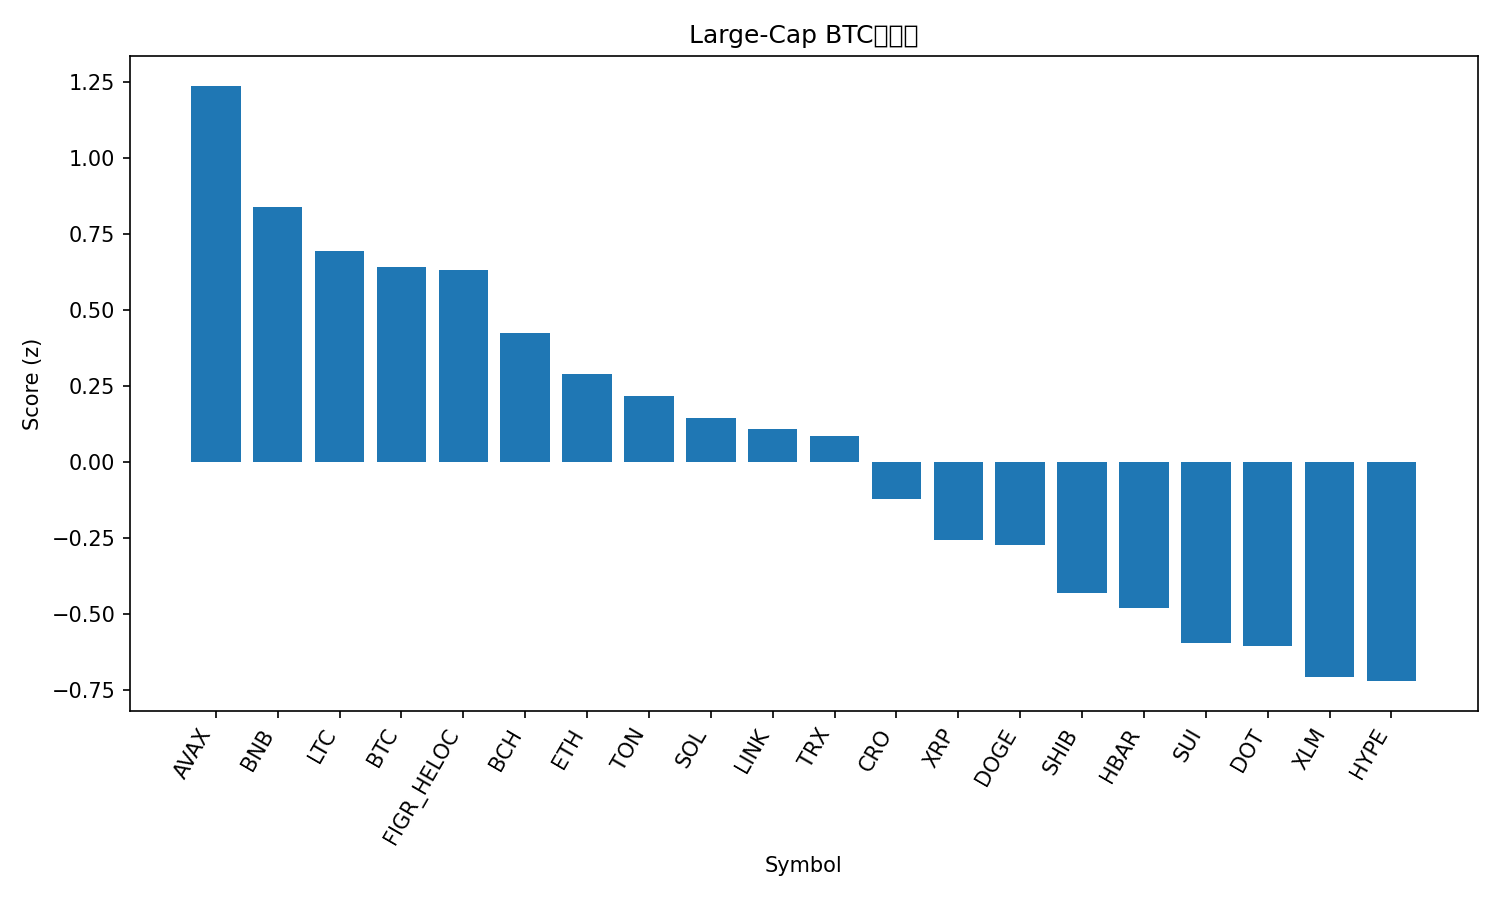 Large-Cap BTC
1.25
1.00
0.75
0.50
0.25
0.00
−0.25
−0.50
−0.75
Score (z)
AVAX
BNB
LTC
BTC
FIGR_HELOC
BCH
ETH
TON
SOL
LINK
TRX
CRO
XRP
DOGE
SHIB
HBAR
SUI
DOT
XLM
HYPE
Symbol